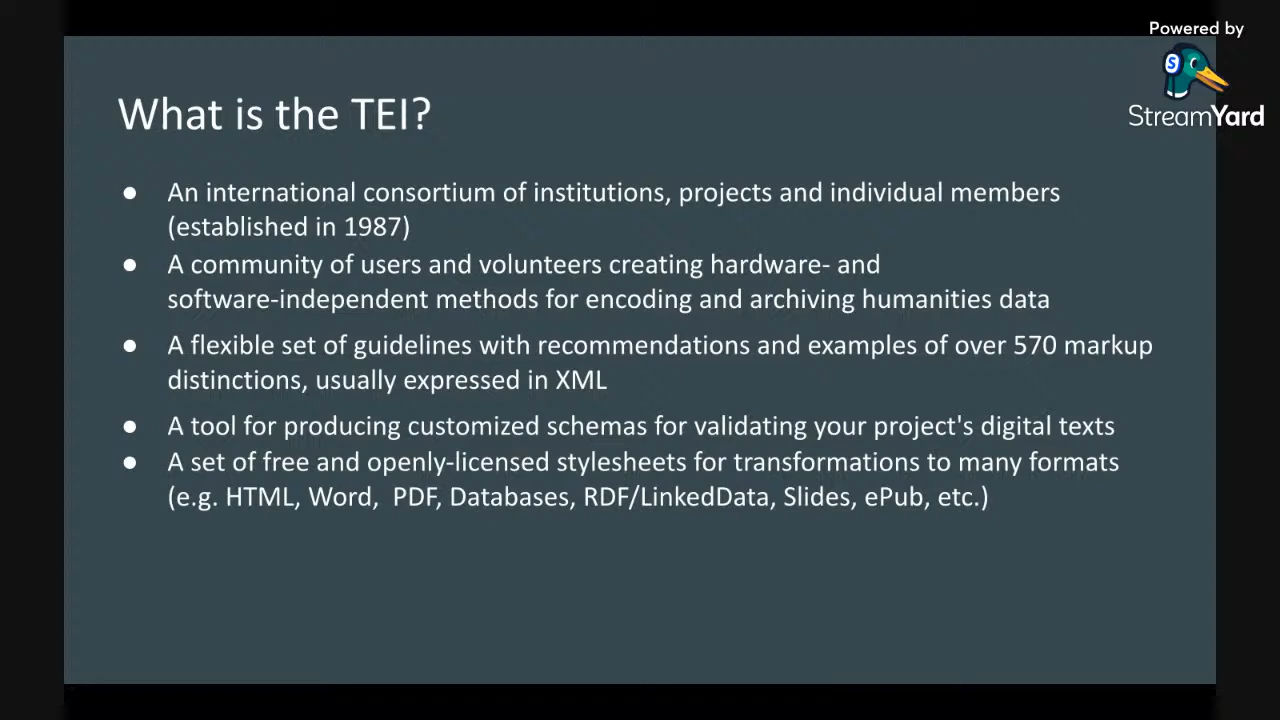 Powered by
S
StreamYard
What is the TEI?
● An international consortium of institutions, projects and individual members
(established in 1987)
● A community of users and volunteers creating hardware- and
software-independent methods for encoding and archiving humanities data
● A flexible set of guidelines with recommendations and examples of over 570 markup
distinctions, usually expressed in XML
● A tool for producing customized schemas for validating your project's digital texts
● A set of free and openly-licensed stylesheets for transformations to many formats
(e.g. HTML, Word,  PDF, Databases, RDF/LinkedData, Slides, ePub, etc.)